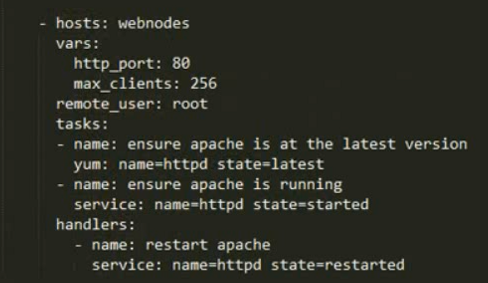 - hosts: webnodes
  vars:
    http_port: 80
    max_clients: 256
  remote_user: root
  tasks:
  - name: ensure apache is at the latest version
    yum: name=httpd state=latest
  - name: ensure apache is running
    service: name=httpd state=started
  handlers:
    - name: restart apache
      service: name=httpd state=restarted